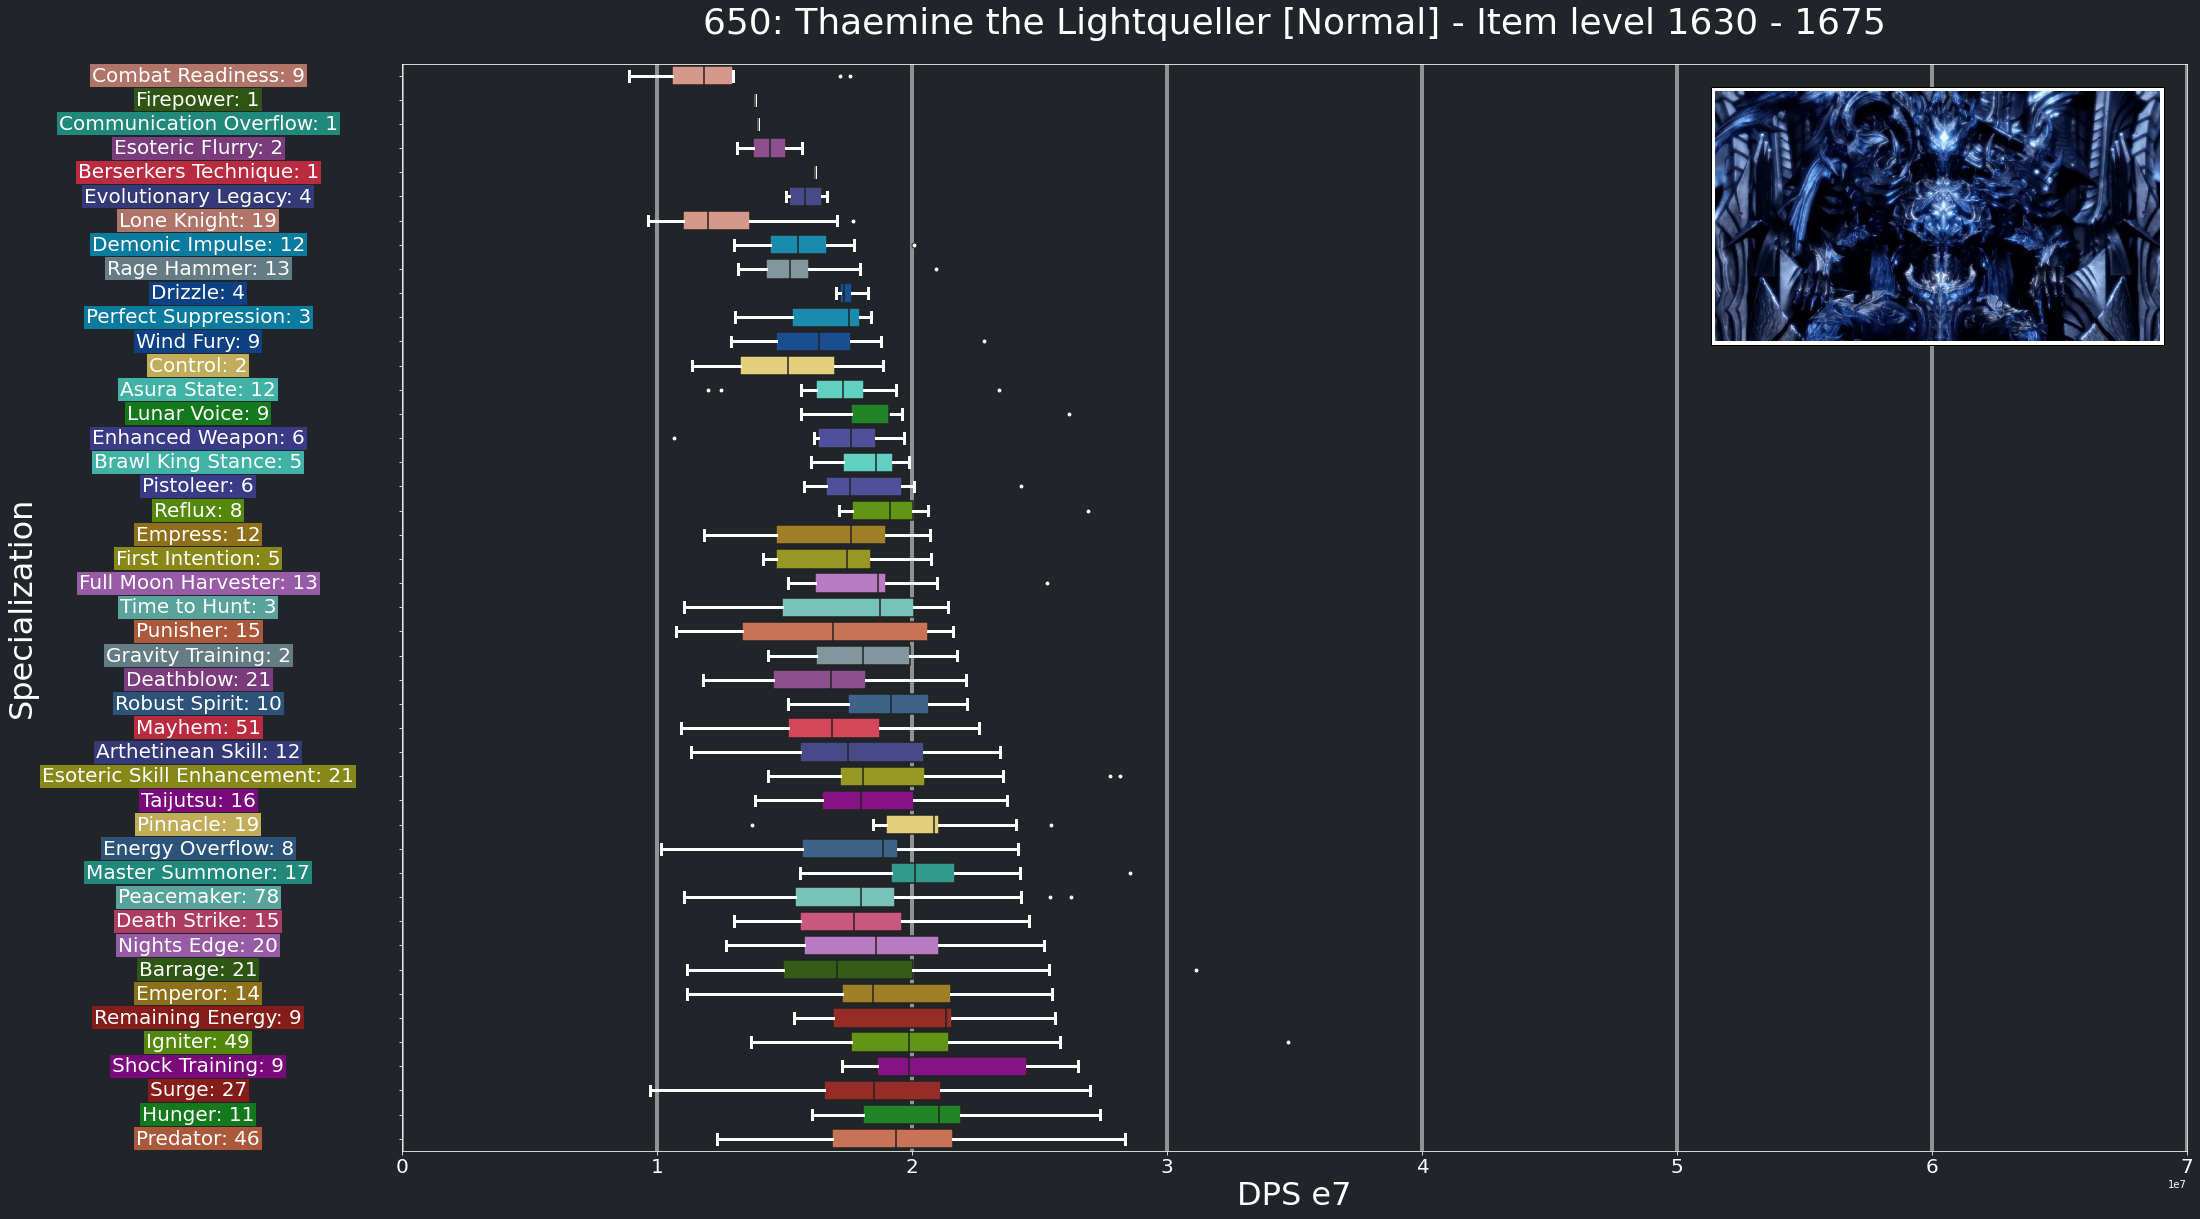 650: Thaemine the Lightqueller [Normal] - Item level 1630 - 1675
Specialization
Combat Readiness: 9
Firepower: 1
Communication Overflow: 1
Esoteric Flurry: 2
Berserkers Technique: 1
Evolutionary Legacy: 4
Lone Knight: 19
Demonic Impulse: 12
Rage Hammer: 13
Drizzle: 4
Perfect Suppression: 3
Wind Fury: 9
Control: 2
Asura State: 12
Lunar Voice: 9
Enhanced Weapon: 6
Brawl King Stance: 5
Pistoleer: 6
Reflux: 8
Empress: 12
First Intention: 5
Full Moon Harvester: 13
Time to Hunt: 3
Punisher: 15
Gravity Training: 2
Deathblow: 21
Robust Spirit: 10
Mayhem: 51
Arthetinean Skill: 12
Esoteric Skill Enhancement: 21
Taijutsu: 16
Pinnacle: 19
Energy Overflow: 8
Master Summoner: 17
Peacemaker: 78
Death Strike: 15
Nights Edge: 20
Barrage: 21
Emperor: 14
Remaining Energy: 9
Igniter: 49
Shock Training: 9
Surge: 27
Hunger: 11
Predator: 46
0 1 2 3 4 5 6 7
1e7
DPS e7